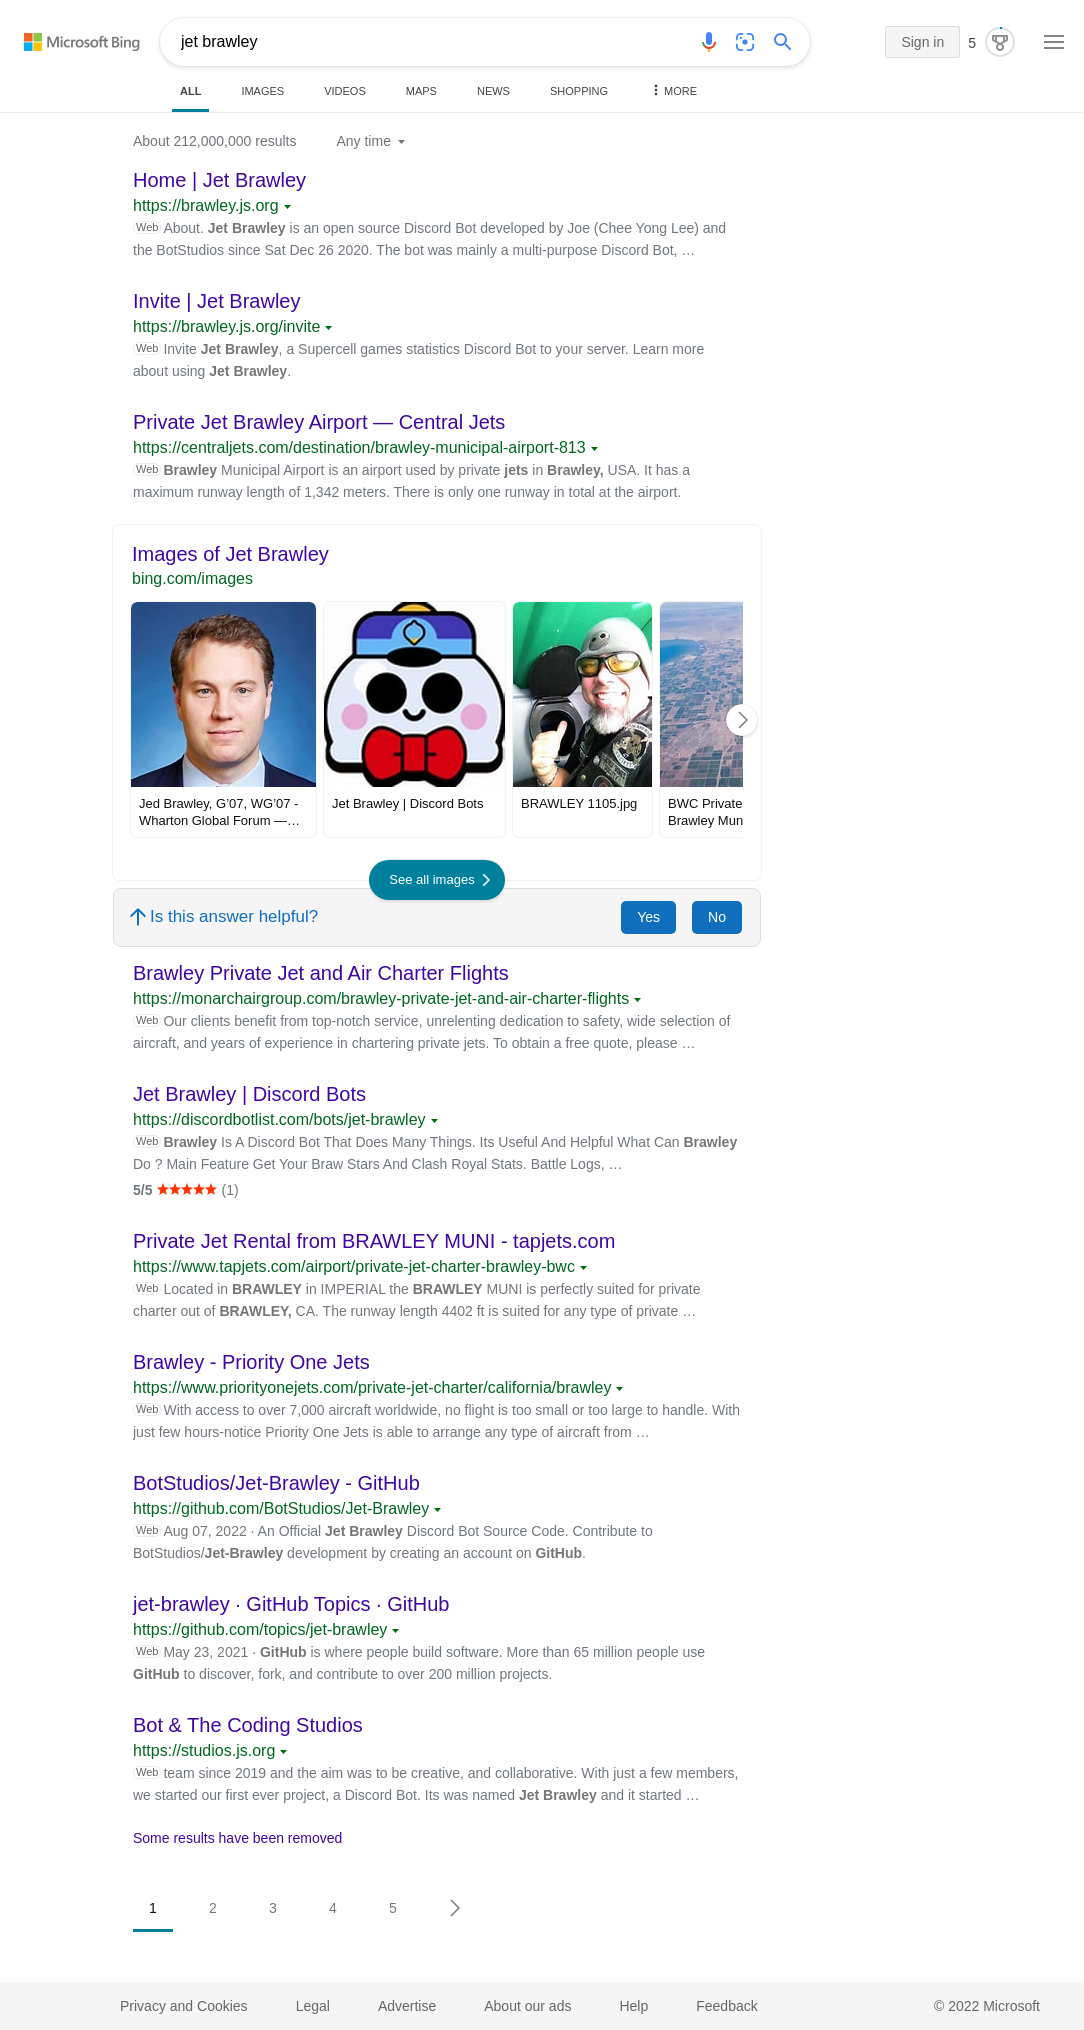 Microsoft Bing
jet brawley
Sign in
5
ALL
IMAGES
VIDEOS
MAPS
NEWS
SHOPPING
MORE
About 212,000,000 results
Any time
Home | Jet Brawley
https://brawley.js.org
Web About. Jet Brawley is an open source Discord Bot developed by Joe (Chee Yong Lee) and
the BotStudios since Sat Dec 26 2020. The bot was mainly a multi-purpose Discord Bot, …
Invite | Jet Brawley
https://brawley.js.org/invite
Web Invite Jet Brawley, a Supercell games statistics Discord Bot to your server. Learn more
about using Jet Brawley.
Private Jet Brawley Airport — Central Jets
https://centraljets.com/destination/brawley-municipal-airport-813
Web Brawley Municipal Airport is an airport used by private jets in Brawley, USA. It has a
maximum runway length of 1,342 meters. There is only one runway in total at the airport.
Images of Jet Brawley
bing.com/images
Jed Brawley, G’07, WG’07 -
Wharton Global Forum —…
Jet Brawley | Discord Bots
BRAWLEY 1105.jpg
BWC Private
Brawley Mun
See all images
Is this answer helpful?
Yes
No
Brawley Private Jet and Air Charter Flights
https://monarchairgroup.com/brawley-private-jet-and-air-charter-flights
Web Our clients benefit from top-notch service, unrelenting dedication to safety, wide selection of
aircraft, and years of experience in chartering private jets. To obtain a free quote, please …
Jet Brawley | Discord Bots
https://discordbotlist.com/bots/jet-brawley
Web Brawley Is A Discord Bot That Does Many Things. Its Useful And Helpful What Can Brawley
Do ? Main Feature Get Your Braw Stars And Clash Royal Stats. Battle Logs, …
5/5 ★★★★★ (1)
Private Jet Rental from BRAWLEY MUNI - tapjets.com
https://www.tapjets.com/airport/private-jet-charter-brawley-bwc
Web Located in BRAWLEY in IMPERIAL the BRAWLEY MUNI is perfectly suited for private
charter out of BRAWLEY, CA. The runway length 4402 ft is suited for any type of private …
Brawley - Priority One Jets
https://www.priorityonejets.com/private-jet-charter/california/brawley
Web With access to over 7,000 aircraft worldwide, no flight is too small or too large to handle. With
just few hours-notice Priority One Jets is able to arrange any type of aircraft from …
BotStudios/Jet-Brawley - GitHub
https://github.com/BotStudios/Jet-Brawley
Web Aug 07, 2022 · An Official Jet Brawley Discord Bot Source Code. Contribute to
BotStudios/Jet-Brawley development by creating an account on GitHub.
jet-brawley · GitHub Topics · GitHub
https://github.com/topics/jet-brawley
Web May 23, 2021 · GitHub is where people build software. More than 65 million people use
GitHub to discover, fork, and contribute to over 200 million projects.
Bot & The Coding Studios
https://studios.js.org
Web team since 2019 and the aim was to be creative, and collaborative. With just a few members,
we started our first ever project, a Discord Bot. Its was named Jet Brawley and it started …
Some results have been removed
1
2
3
4
5
Privacy and Cookies
Legal
Advertise
About our ads
Help
Feedback
© 2022 Microsoft